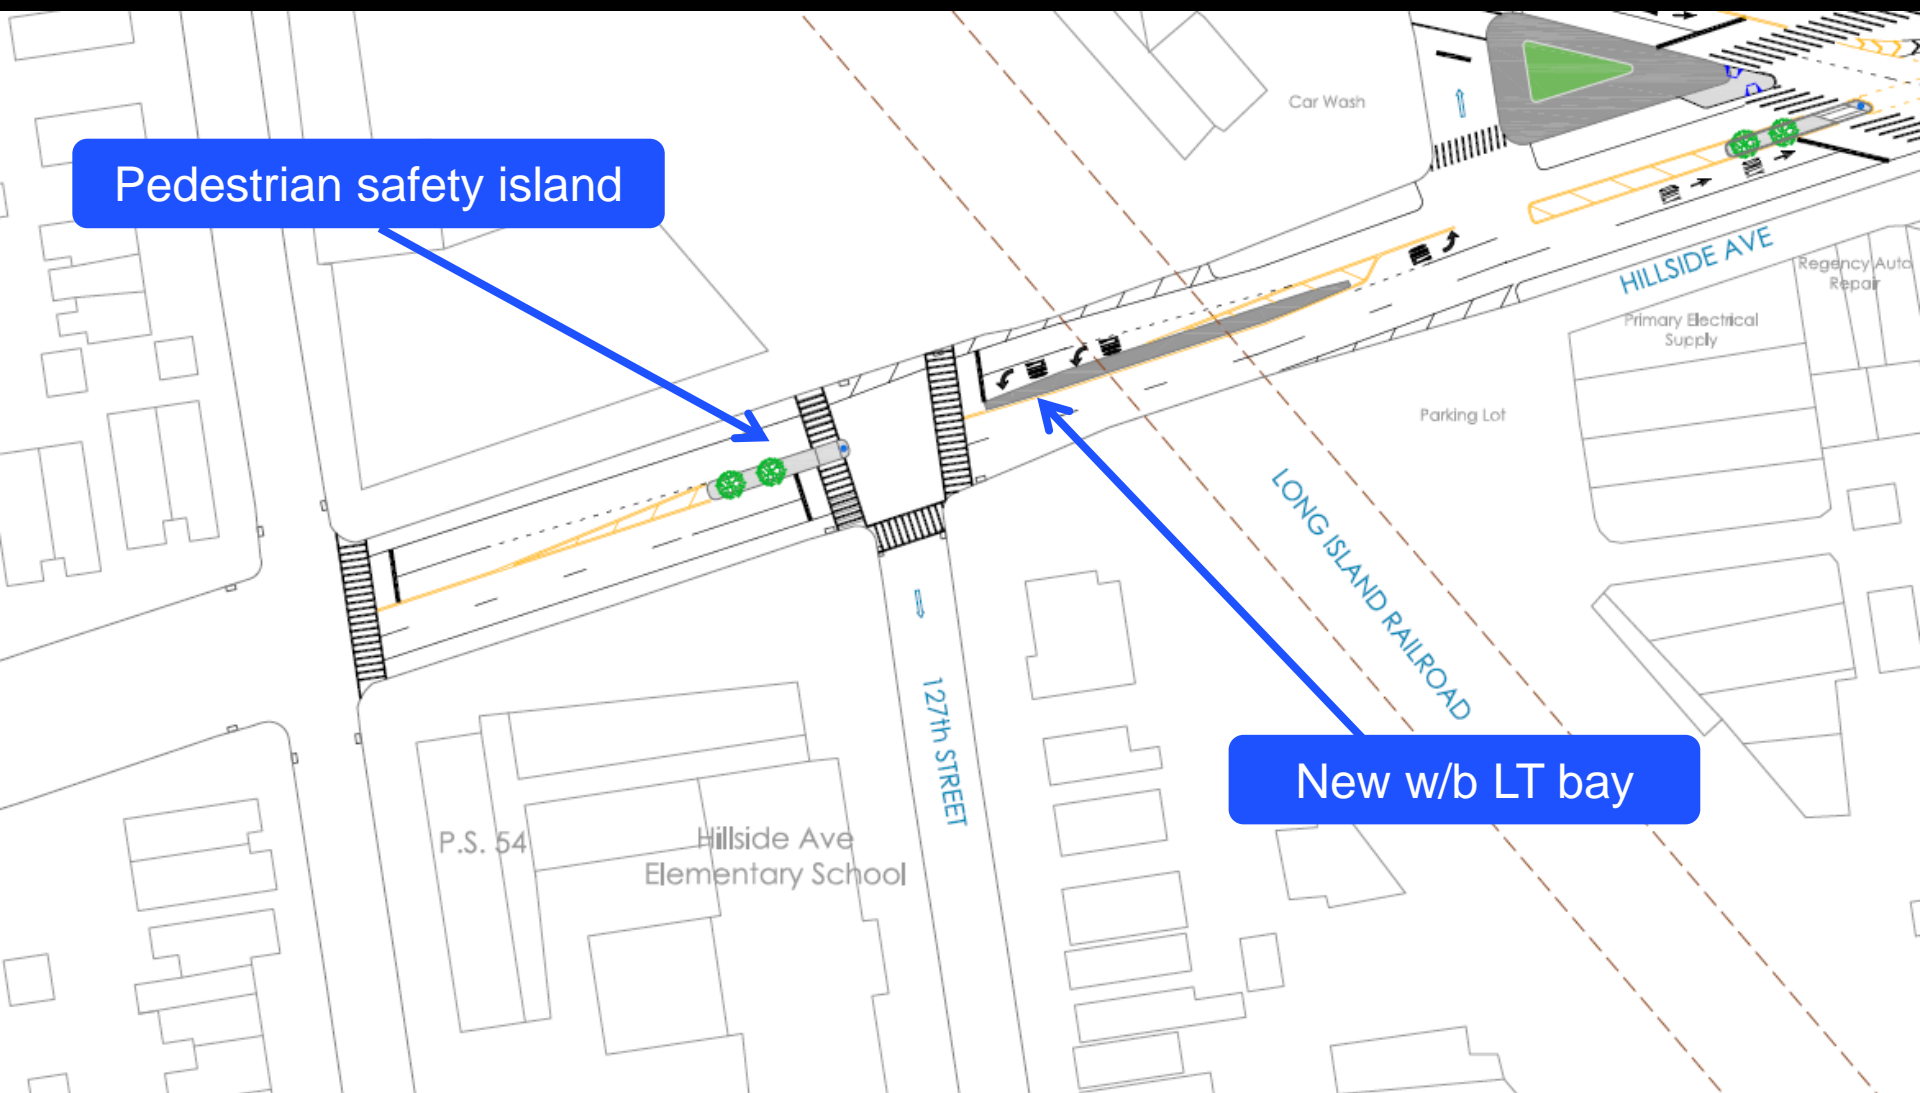 Car Wash
Pedestrian safety island
HILLSIDE AVE
Regency Auto
Repair
Primary Electrical
Supply
Parking Lot
LONG ISLAND RAILROAD
127th STREET
New w/b LT bay
P.S. 54
Hillside Ave
Elementary School